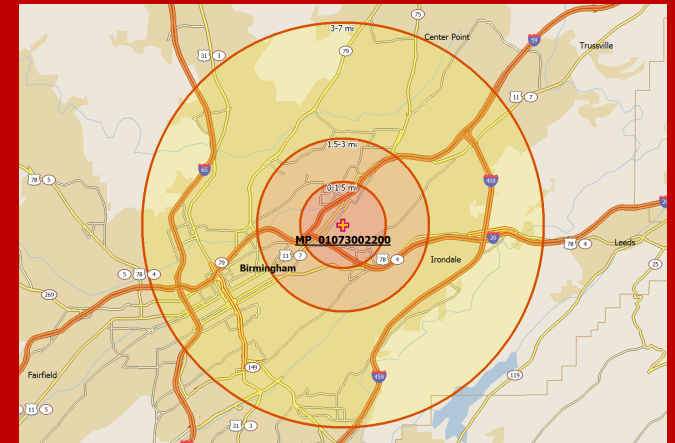 75
3-7 mi
Center Point
59
Trussville
79
31 3
11 7
1.5-3 mi
65
78 5
459
0-1.5 mi
20
MP_01073002200
20
78 4
Leeds
11 7
78 4
Irondale
79
Birmingham
25
5 78 4
269
149
119
Fairfield
459
11 5
31 3